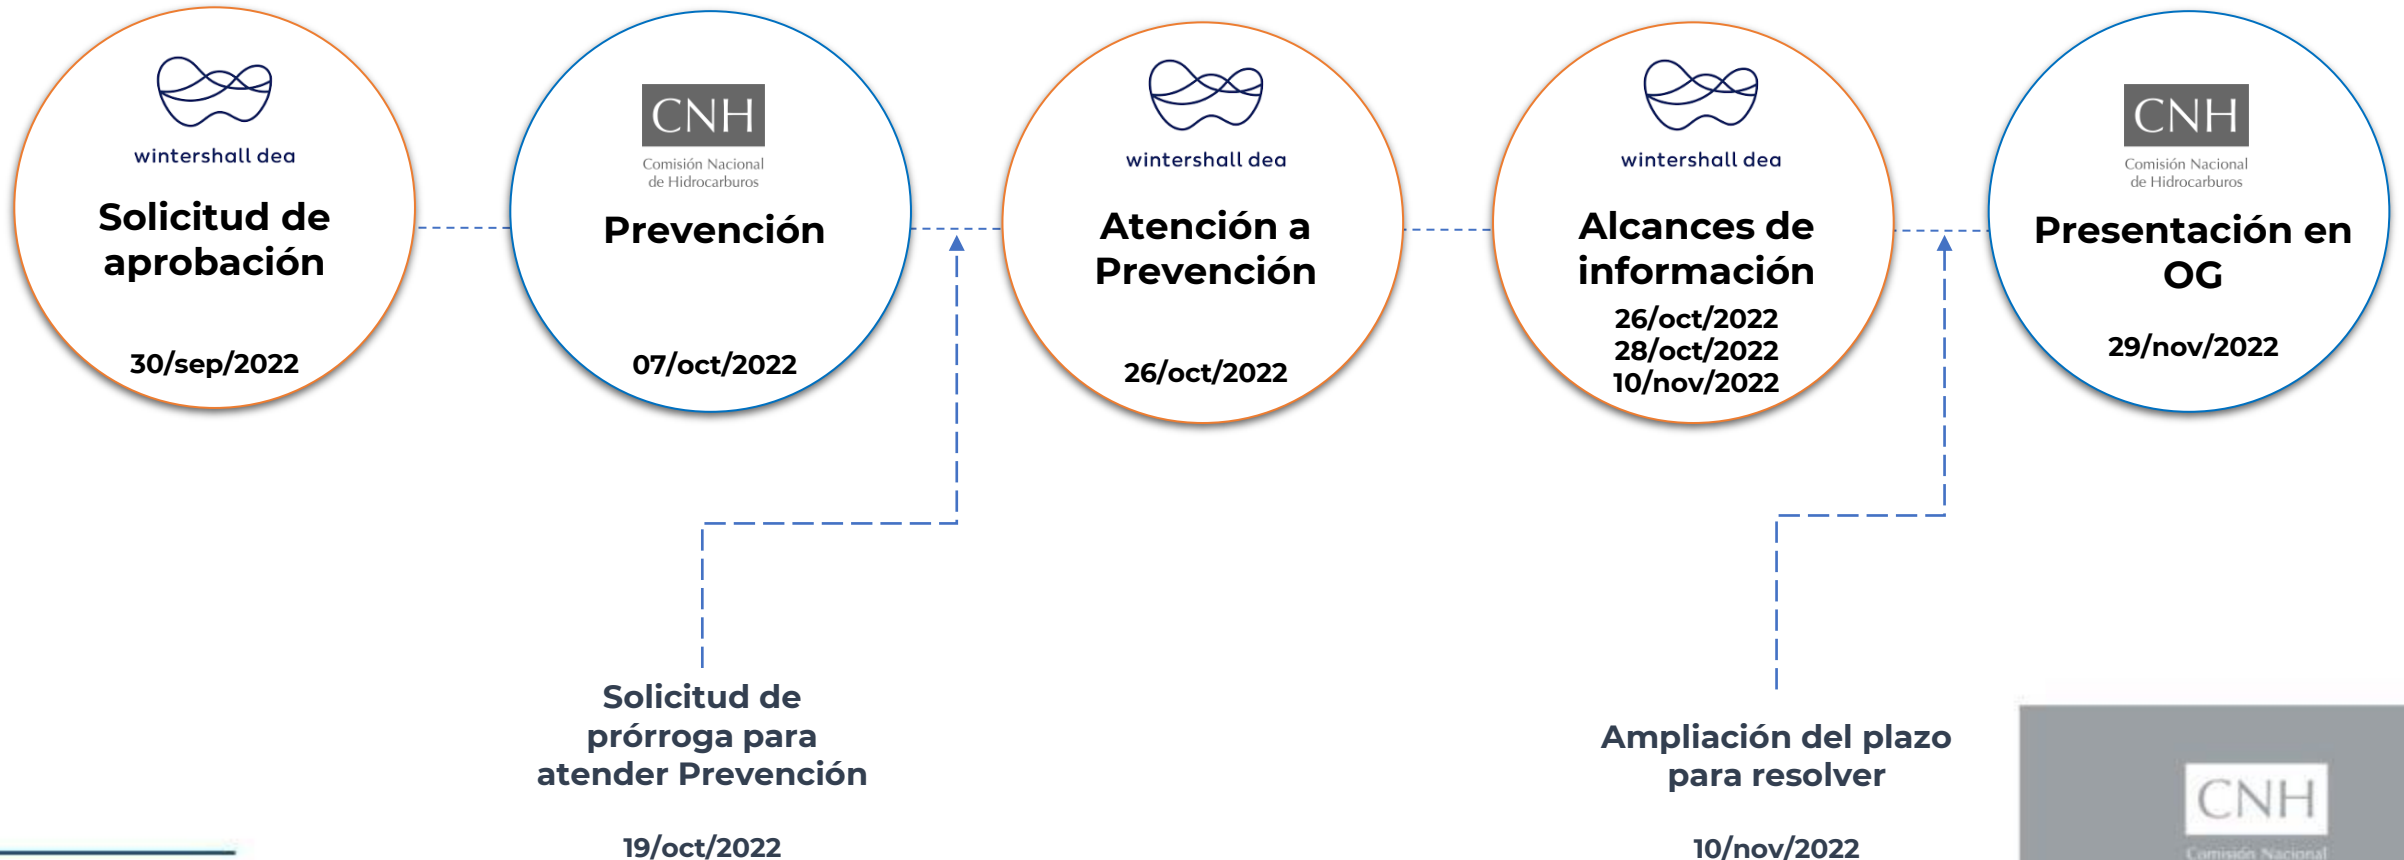 wintershall dea
Solicitud de
aprobación
30/sep/2022
CNH
Comisión Nacional
de Hidrocarburos
Prevención
07/oct/2022
wintershall dea
Atención a
Prevención
26/oct/2022
wintershall dea
Alcances de
información
26/oct/2022
28/oct/2022
10/nov/2022
CNH
Comisión Nacional
de Hidrocarburos
Presentación en
OG
29/nov/2022
Solicitud de
prórroga para
atender Prevención
19/oct/2022
Ampliación del plazo
para resolver
10/nov/2022
CNH
Comisión Nacional